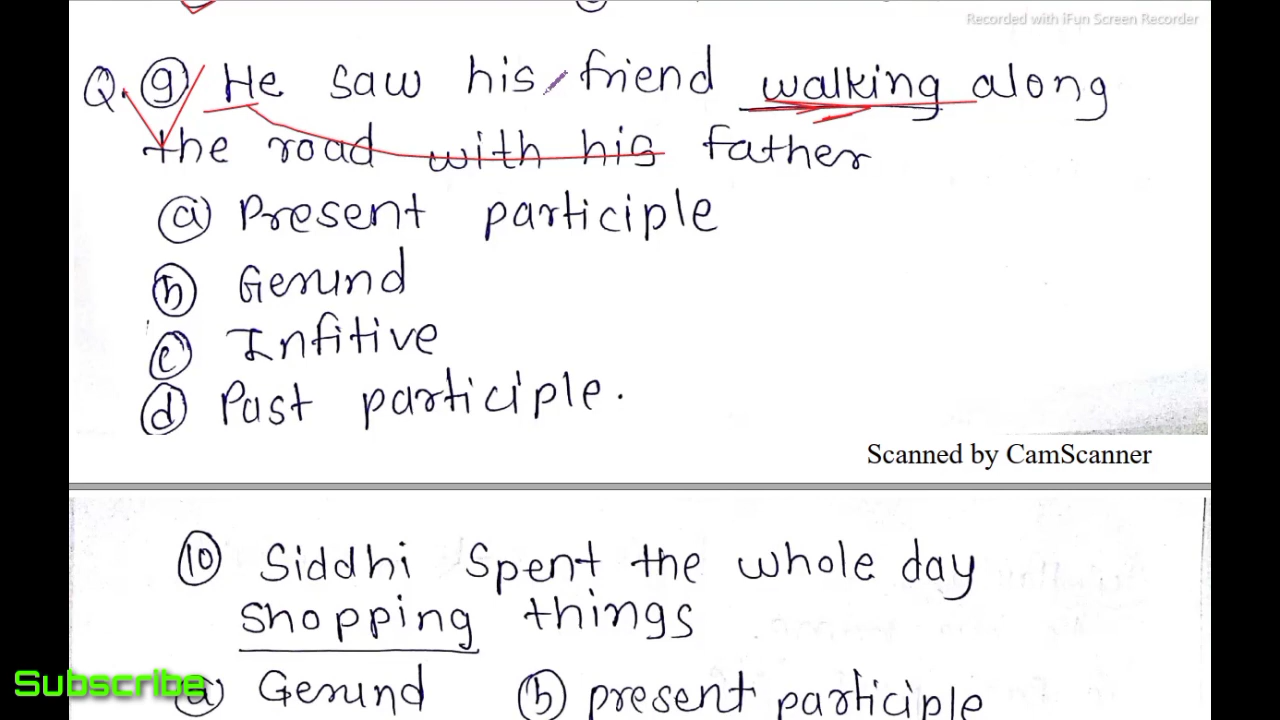 Recorded with iFun Screen Recorder
Q. 9 He saw his friend walking along
the road with his father
a Present participle
b Gerund
c Infitive
d Past participle.
Scanned by CamScanner
10 Siddhi Spent the whole day
shopping things
a Gerund b present participle
Subscribe